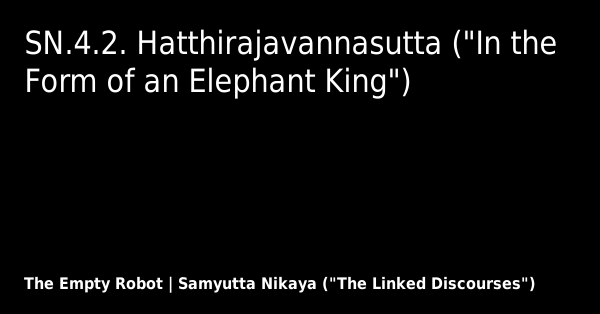 SN.4.2. Hatthirajavannasutta ("In the
Form of an Elephant King")
The Empty Robot | Samyutta Nikaya ("The Linked Discourses")